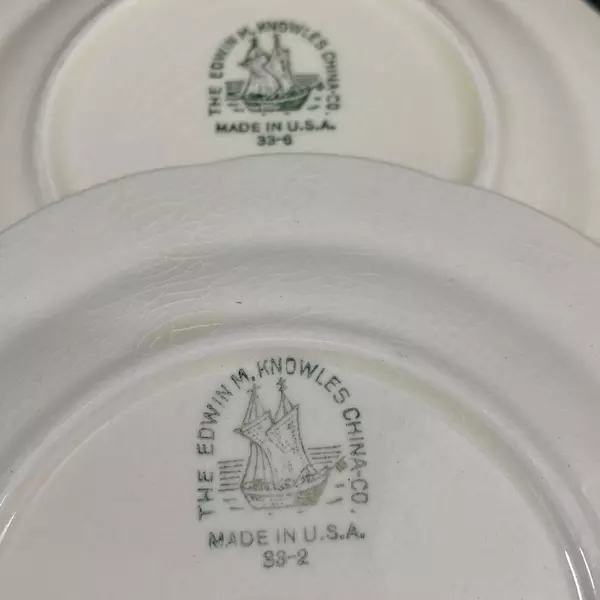 THE EDWIN M. KNOWLES CHINA-CO.
MADE IN U.S.A.
33-6
THE EDWIN M. KNOWLES CHINA-CO.
MADE IN U.S.A.
33-2